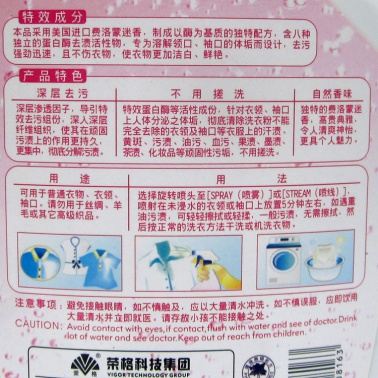 特效成分
本品采用美国进口费洛蒙迷香，制成以酶为基质的独特配方，含八种
独立的蛋白酶去渍活性物，专为溶解领口、袖口的体垢而设计，去污
强劲迅速，且不伤衣物，使衣物更加洁白、鲜艳。
产品特色
深层去污
深层渗透因子，导引特
效去污组份，深入深层
纤维组织，使其在顽固
污渍上的作用更持久，
更集中，彻底分解污渍。
不用搓洗
特效蛋白酶等活性成份，针对衣领、袖口
上人体分泌之体垢，彻底清除洗衣粉不能
完全去除的衣领及袖口等衣服上的汗渍、
黄斑、污渍、油污、血污、果渍、墨渍、
茶渍、化妆品等顽固性污垢，不用搓洗。
自然香味
独特的费洛蒙迷
香，高贵典雅，
令人清爽神怡，
更具个人魅力。
用途
可用于普通衣物、衣领、
袖口，请勿用于丝绸、羊
毛或其它高级织品。
用法
选择旋转喷头至[SPRAY（喷雾）]或[STREAM（喷线）]，
喷射在未浸水的衣领或袖口上放置5分钟左右，如遇重
油污渍，可轻轻擦拭或轻揉，一般污渍，无需擦拭，然
后按正常的洗衣方法干洗或机洗衣物。
注意事项：避免接触眼睛，如不慎触及，应以大量清水冲洗。如不慎误服，应即饮用
大量清水并立即就医。请存放小孩不能接触之处。
CAUTION: Avoid contact with eyes,if contact,flush with water and see of doctor.Drink
lot of water and see doctor.Keep out of reach from children.
荣格
荣格科技集团
VIGOR TECHNOLOGY GROUP
8163